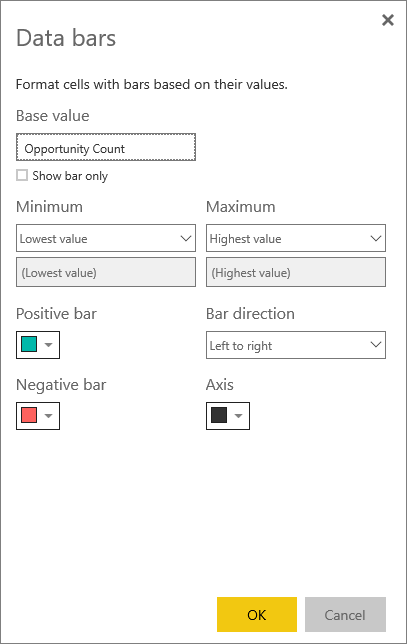 Data bars
Format cells with bars based on their values.
Base value
Opportunity Count
Show bar only
Minimum Maximum
Lowest value Highest value
(Lowest value) (Highest value)
Positive bar Bar direction
Left to right
Negative bar Axis
OK Cancel